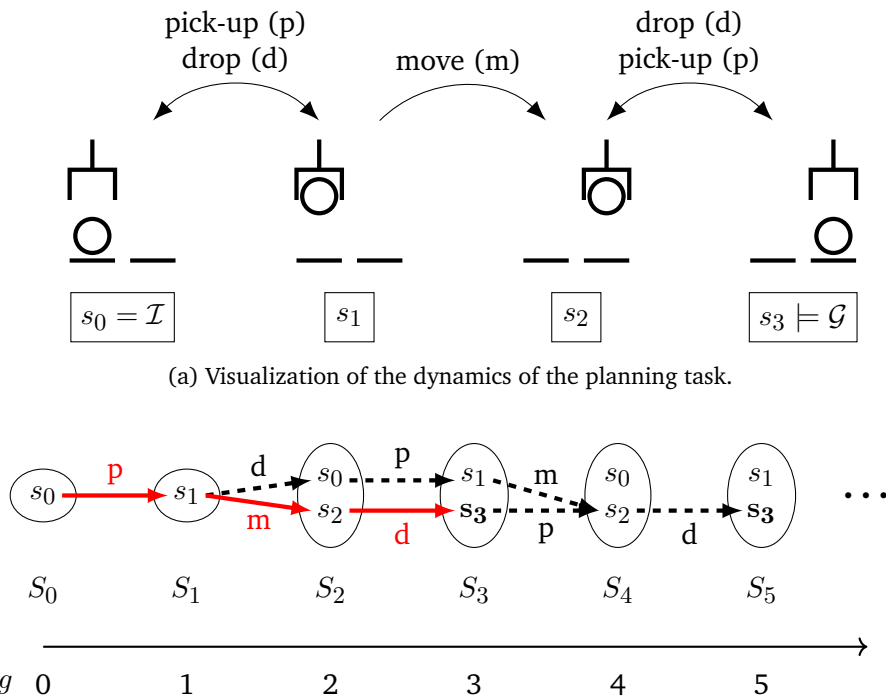 pick-up (p)
drop (d)
move (m)
drop (d)
pick-up (p)
s₀ = ℐ
s₁
s₂
s₃ ⊨ 𝒢
(a) Visualization of the dynamics of the planning task.
s₀ p s₁ d s₀ p s₁ m s₀ s₁
m s₂ d s₃ p s₂ d s₃ ...
S₀ S₁ S₂ S₃ S₄ S₅
g 0 1 2 3 4 5